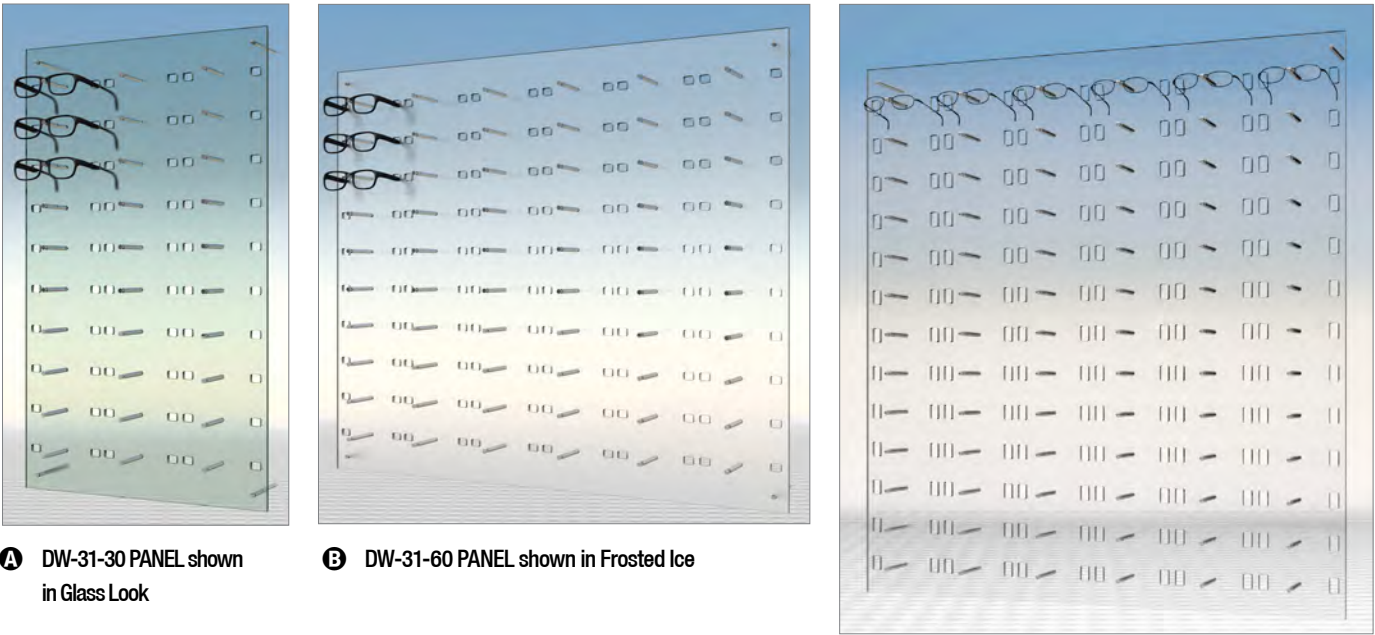 A DW-31-30 PANEL shown
in Glass Look
B DW-31-60 PANEL shown in Frosted Ice